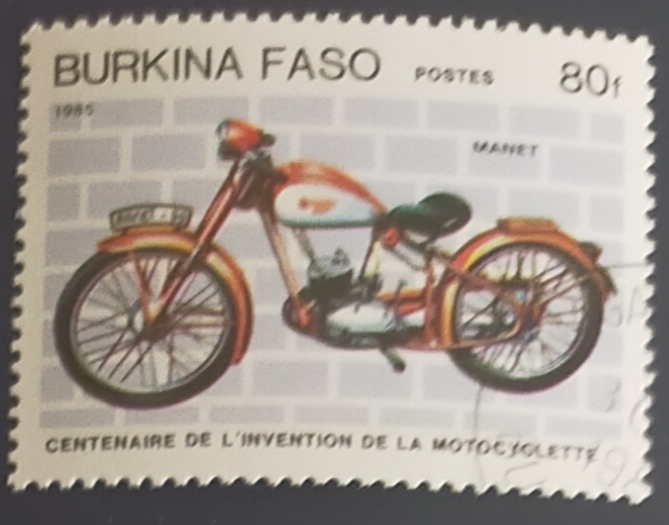 BURKINA FASO POSTES 80f
1985
MANET
CENTENAIRE DE L'INVENTION DE LA MOTOCYCLETTE